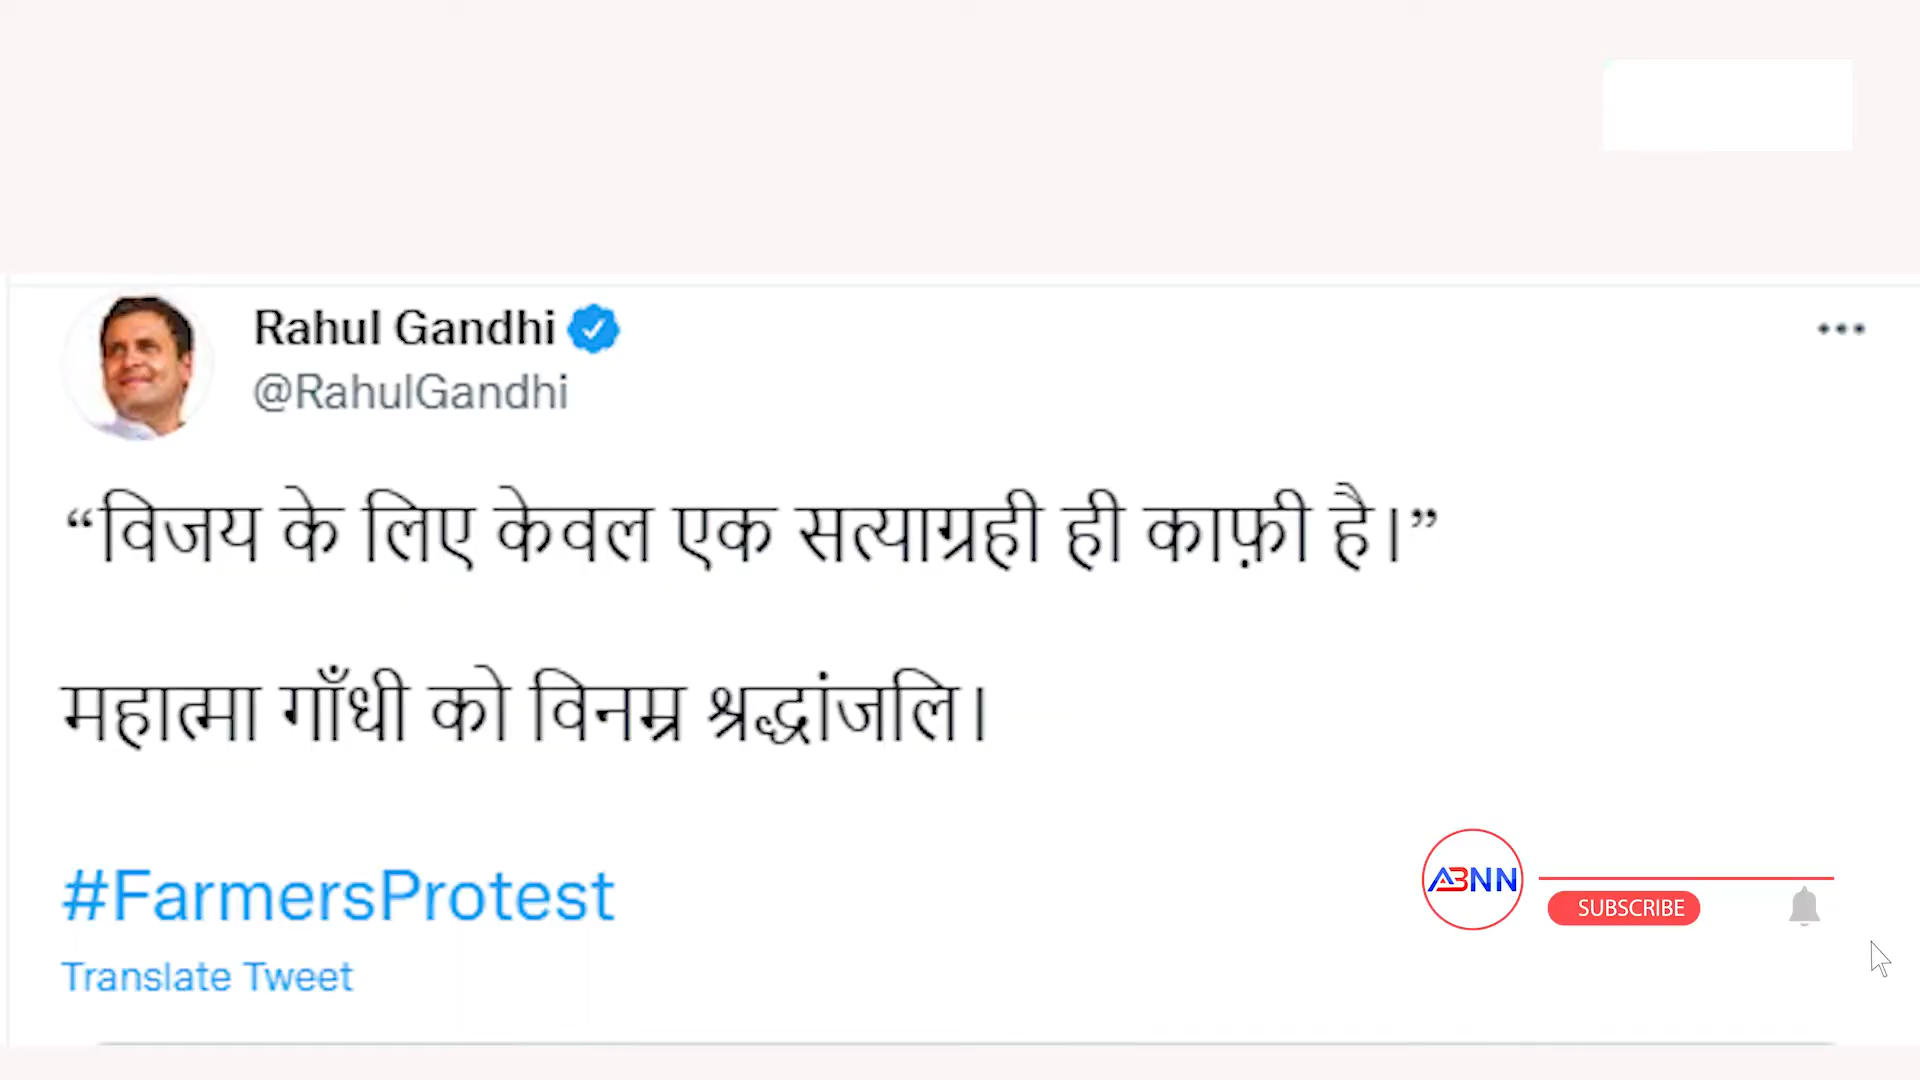 Rahul Gandhi
@RahulGandhi
“विजय के लिए केवल एक सत्याग्रही ही काफ़ी है।”
महात्मा गाँधी को विनम्र श्रद्धांजलि।
#FarmersProtest
Translate Tweet
ABNN
SUBSCRIBE